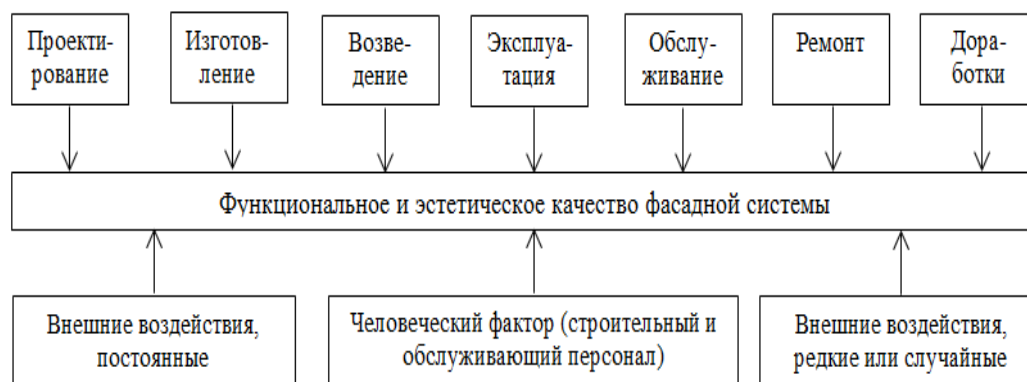 Проекти-
рование
Изготов-
ление
Возве-
дение
Эксплуа-
тация
Обслу-
живание
Ремонт
Дора-
ботки
Функциональное и эстетическое качество фасадной системы
Внешние воздействия,
постоянные
Человеческий фактор (строительный и
обслуживающий персонал)
Внешние воздействия,
редкие или случайные